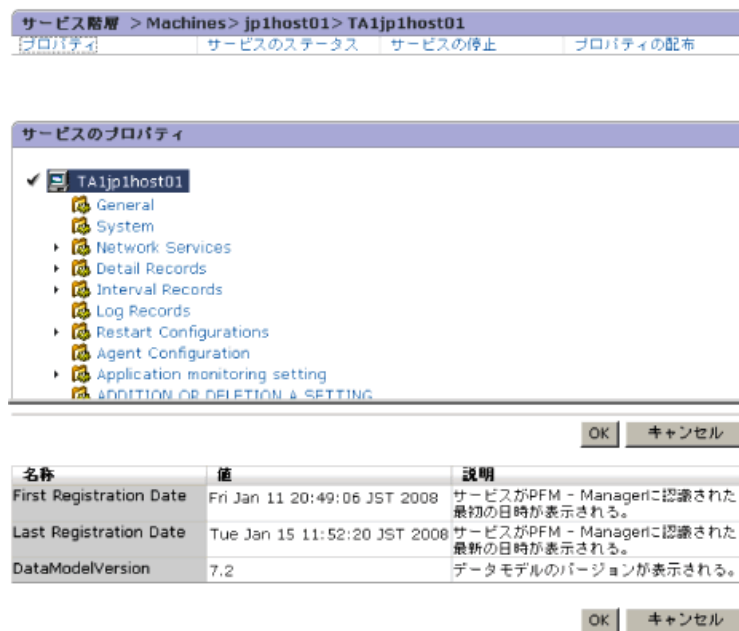 サービス階層 > Machines> jp1host01> TA1jp1host01
プロパティ サービスのステータス サービスの停止 プロパティの配布
サービスのプロパティ
TA1jp1host01
General
System
Network Services
Detail Records
Interval Records
Log Records
Restart Configurations
Agent Configuration
Application monitoring setting
ADDITION OR DELETION A SETTING
OK キャンセル
名称 値 説明
First Registration Date Fri Jan 11 20:49:06 JST 2008 サービスがPFM - Managerに認識された
最初の日時が表示される。
Last Registration Date Tue Jan 15 11:52:20 JST 2008 サービスがPFM - Managerに認識された
最新の日時が表示される。
DataModelVersion 7.2 データモデルのバージョンが表示される。
OK キャンセル